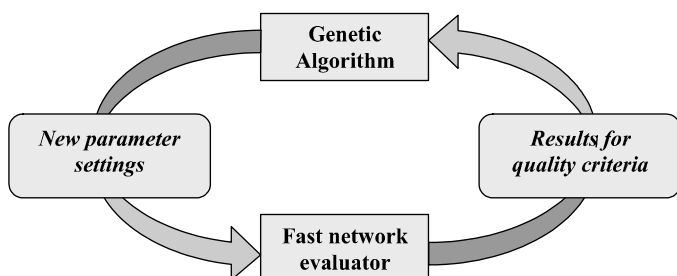 Genetic
Algorithm
New parameter
settings
Results for
quality criteria
Fast network
evaluator